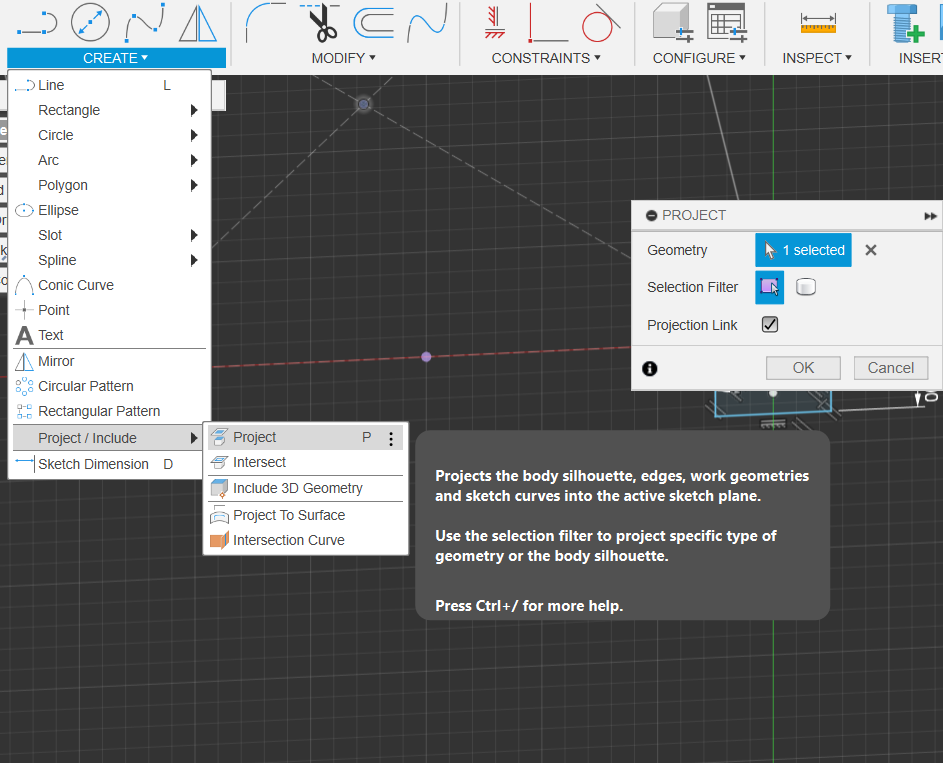 CREATE ▾
MODIFY ▾
CONSTRAINTS ▾
CONFIGURE ▾
INSPECT ▾
INSERT
Line L
Rectangle
Circle
Arc
Polygon
Ellipse
Slot
Spline
Conic Curve
Point
A Text
Mirror
Circular Pattern
Rectangular Pattern
Project / Include
Sketch Dimension D
Project P
Intersect
Include 3D Geometry
Project To Surface
Intersection Curve
Projects the body silhouette, edges, work geometries
and sketch curves into the active sketch plane.
Use the selection filter to project specific type of
geometry or the body silhouette.
Press Ctrl+/ for more help.
PROJECT
Geometry 1 selected
Selection Filter
Projection Link
OK Cancel